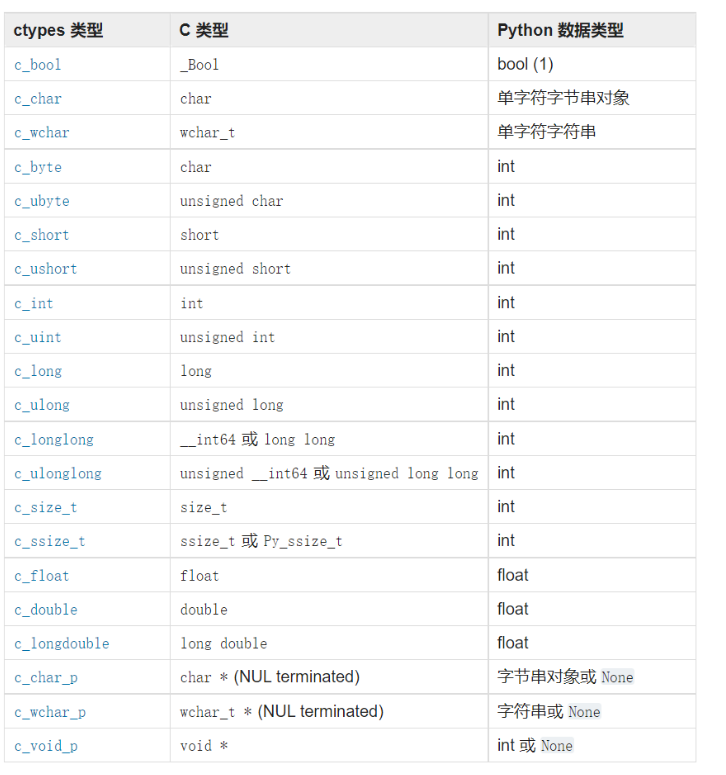 ctypes 类型 C 类型 Python 数据类型
c_bool _Bool bool (1)
c_char char 单字符字节串对象
c_wchar wchar_t 单字符字符串
c_byte char int
c_ubyte unsigned char int
c_short short int
c_ushort unsigned short int
c_int int int
c_uint unsigned int int
c_long long int
c_ulong unsigned long int
c_longlong __int64 或 long long int
c_ulonglong unsigned __int64 或 unsigned long long int
c_size_t size_t int
c_ssize_t ssize_t 或 Py_ssize_t int
c_float float float
c_double double float
c_longdouble long double float
c_char_p char * (NUL terminated) 字节串对象或 None
c_wchar_p wchar_t * (NUL terminated) 字符串或 None
c_void_p void * int 或 None